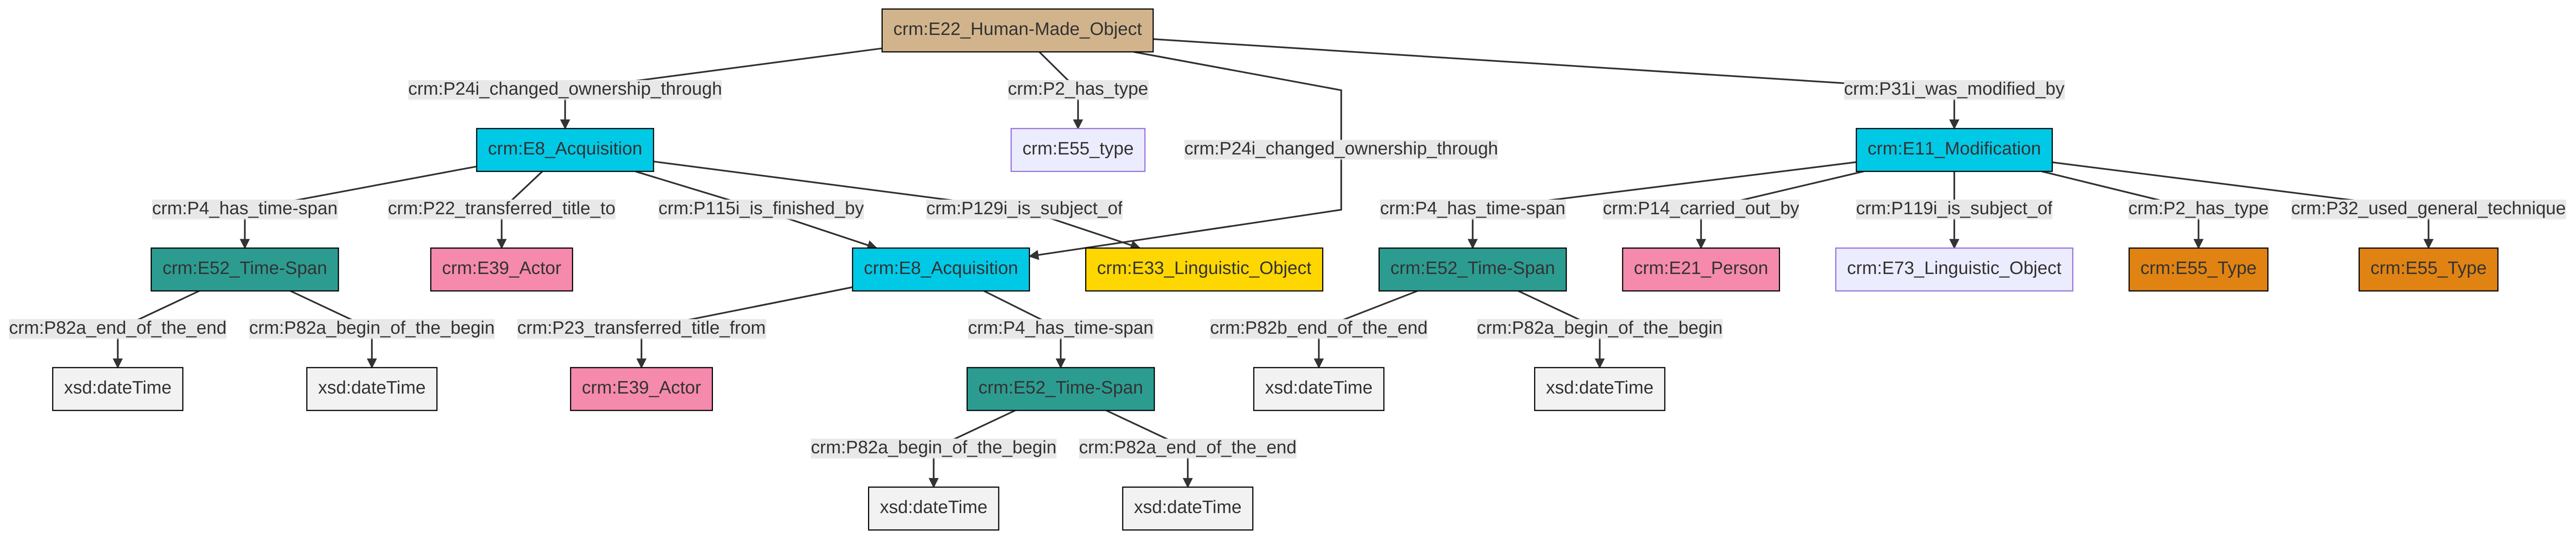 crm:E22_Human-Made_Object
crm:P24i_changed_ownership_through
crm:P2_has_type
crm:P31i_was_modified_by
crm:E8_Acquisition
crm:E55_type
crm:P24i_changed_ownership_through
crm:E11_Modification
crm:P4_has_time-span
crm:P22_transferred_title_to
crm:P115i_is_finished_by
crm:P129i_is_subject_of
crm:P4_has_time-span
crm:P14_carried_out_by
crm:P119i_is_subject_of
crm:P2_has_type
crm:P32_used_general_technique
crm:E52_Time-Span
crm:E39_Actor
crm:E8_Acquisition
crm:E33_Linguistic_Object
crm:E52_Time-Span
crm:E21_Person
crm:E73_Linguistic_Object
crm:E55_Type
crm:E55_Type
crm:P82a_end_of_the_end
crm:P82a_begin_of_the_begin
crm:P23_transferred_title_from
crm:P4_has_time-span
crm:P82b_end_of_the_end
crm:P82a_begin_of_the_begin
xsd:dateTime
xsd:dateTime
crm:E39_Actor
crm:E52_Time-Span
xsd:dateTime
xsd:dateTime
crm:P82a_begin_of_the_begin
crm:P82a_end_of_the_end
xsd:dateTime
xsd:dateTime